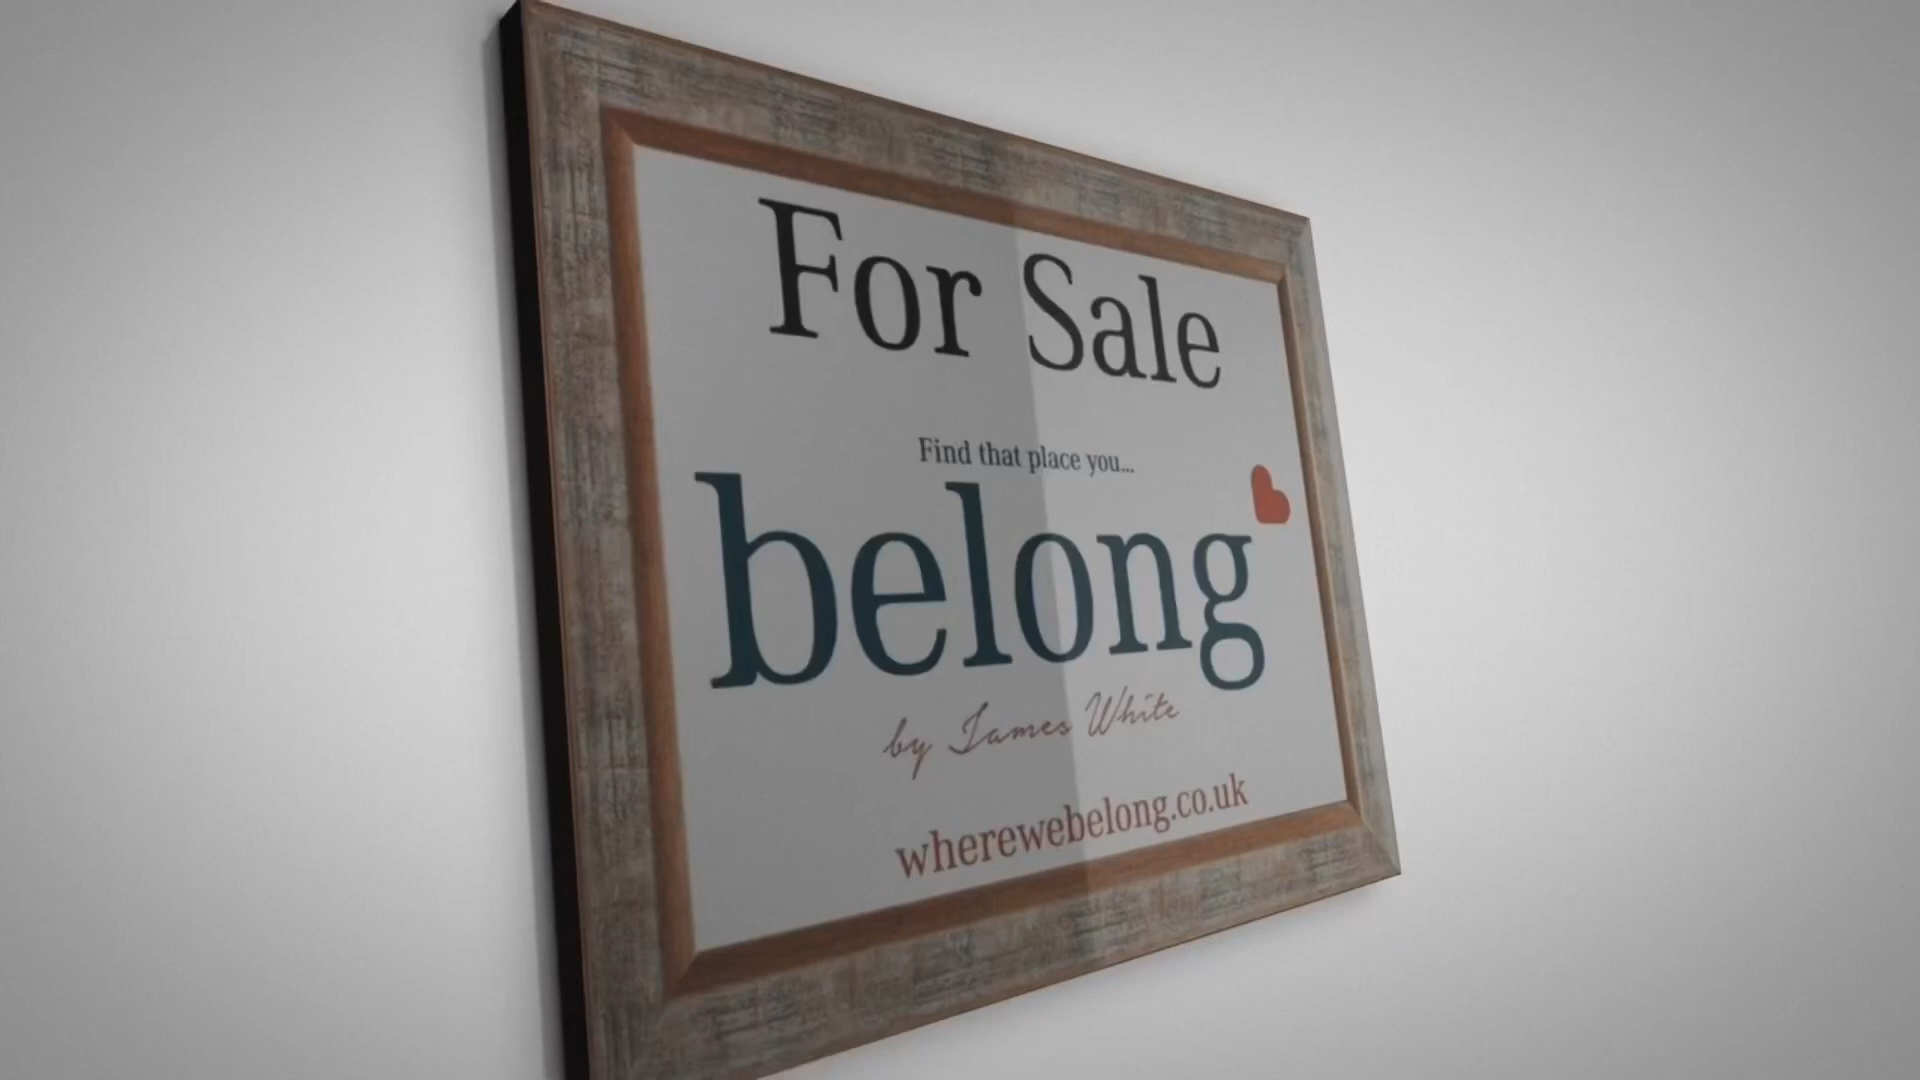 For Sale
Find that place you...
belong
by James White
wherewebelong.co.uk